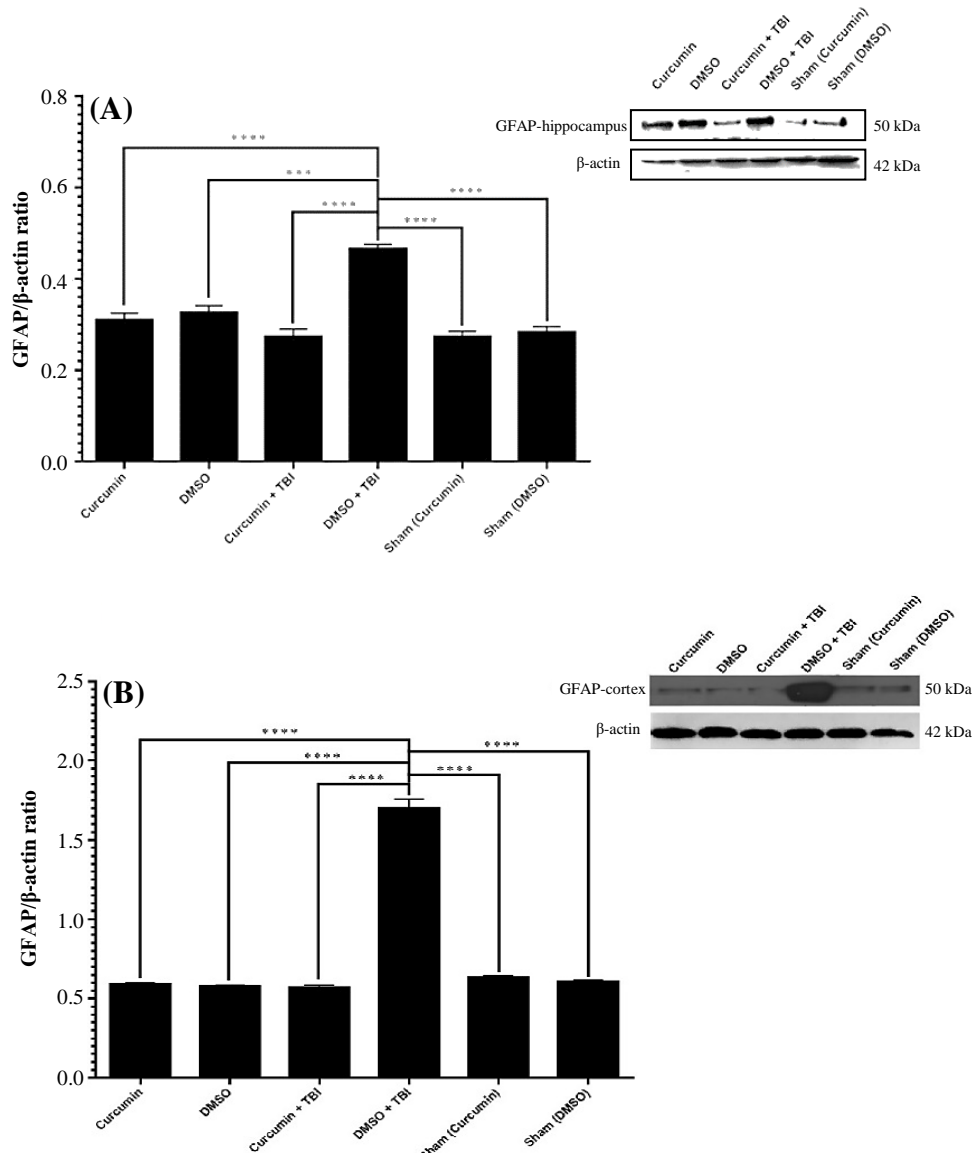 Curcumin
DMSO
Curcumin + TBI
DMSO + TBI
Sham (Curcumin)
Sham (DMSO)
GFAP-hippocampus
50 kDa
β-actin
42 kDa
(A)
GFAP/β-actin ratio
0.8
0.6
0.4
0.2
0.0
****
***
****
****
****
Curcumin
DMSO
Curcumin + TBI
DMSO + TBI
Sham (Curcumin)
Sham (DMSO)
Curcumin
DMSO
Curcumin + TBI
DMSO + TBI
Sham (Curcumin)
Sham (DMSO)
GFAP-cortex
50 kDa
β-actin
42 kDa
(B)
GFAP/β-actin ratio
2.5
2.0
1.5
1.0
0.5
0.0
****
****
****
****
****
Curcumin
DMSO
Curcumin + TBI
DMSO + TBI
Sham (Curcumin)
Sham (DMSO)